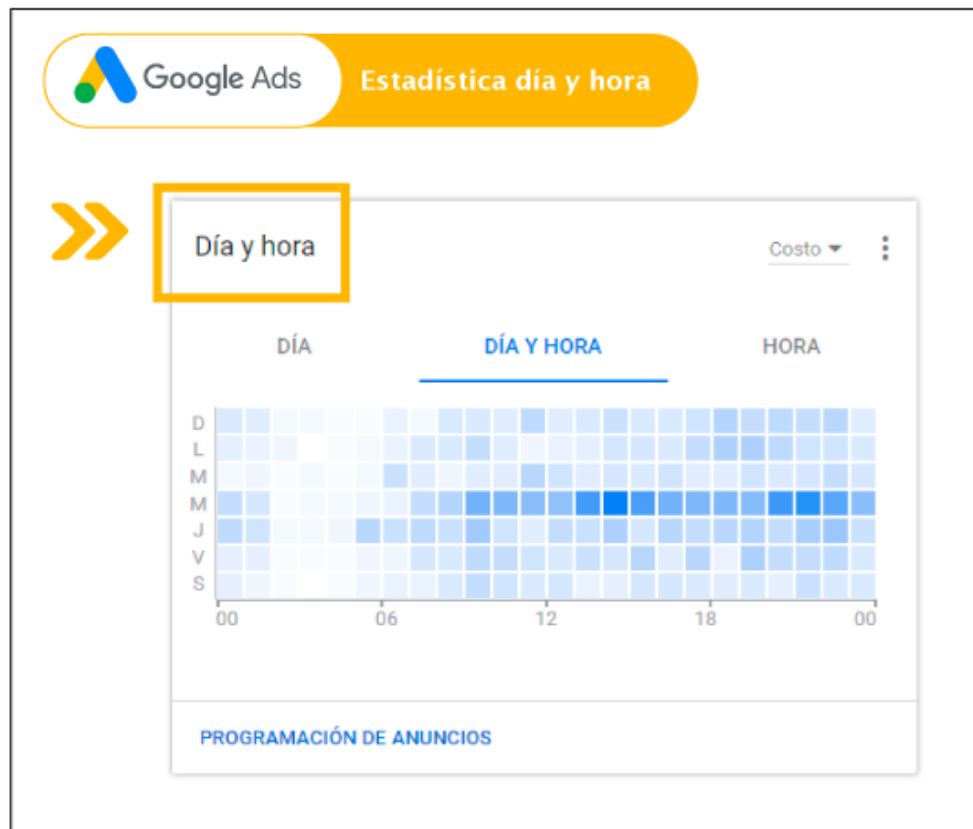 Google Ads
Estadística día y hora
Día y hora
Costo
DÍA
DÍA Y HORA
HORA
D
L
M
M
J
V
S
00
06
12
18
00
PROGRAMACIÓN DE ANUNCIOS